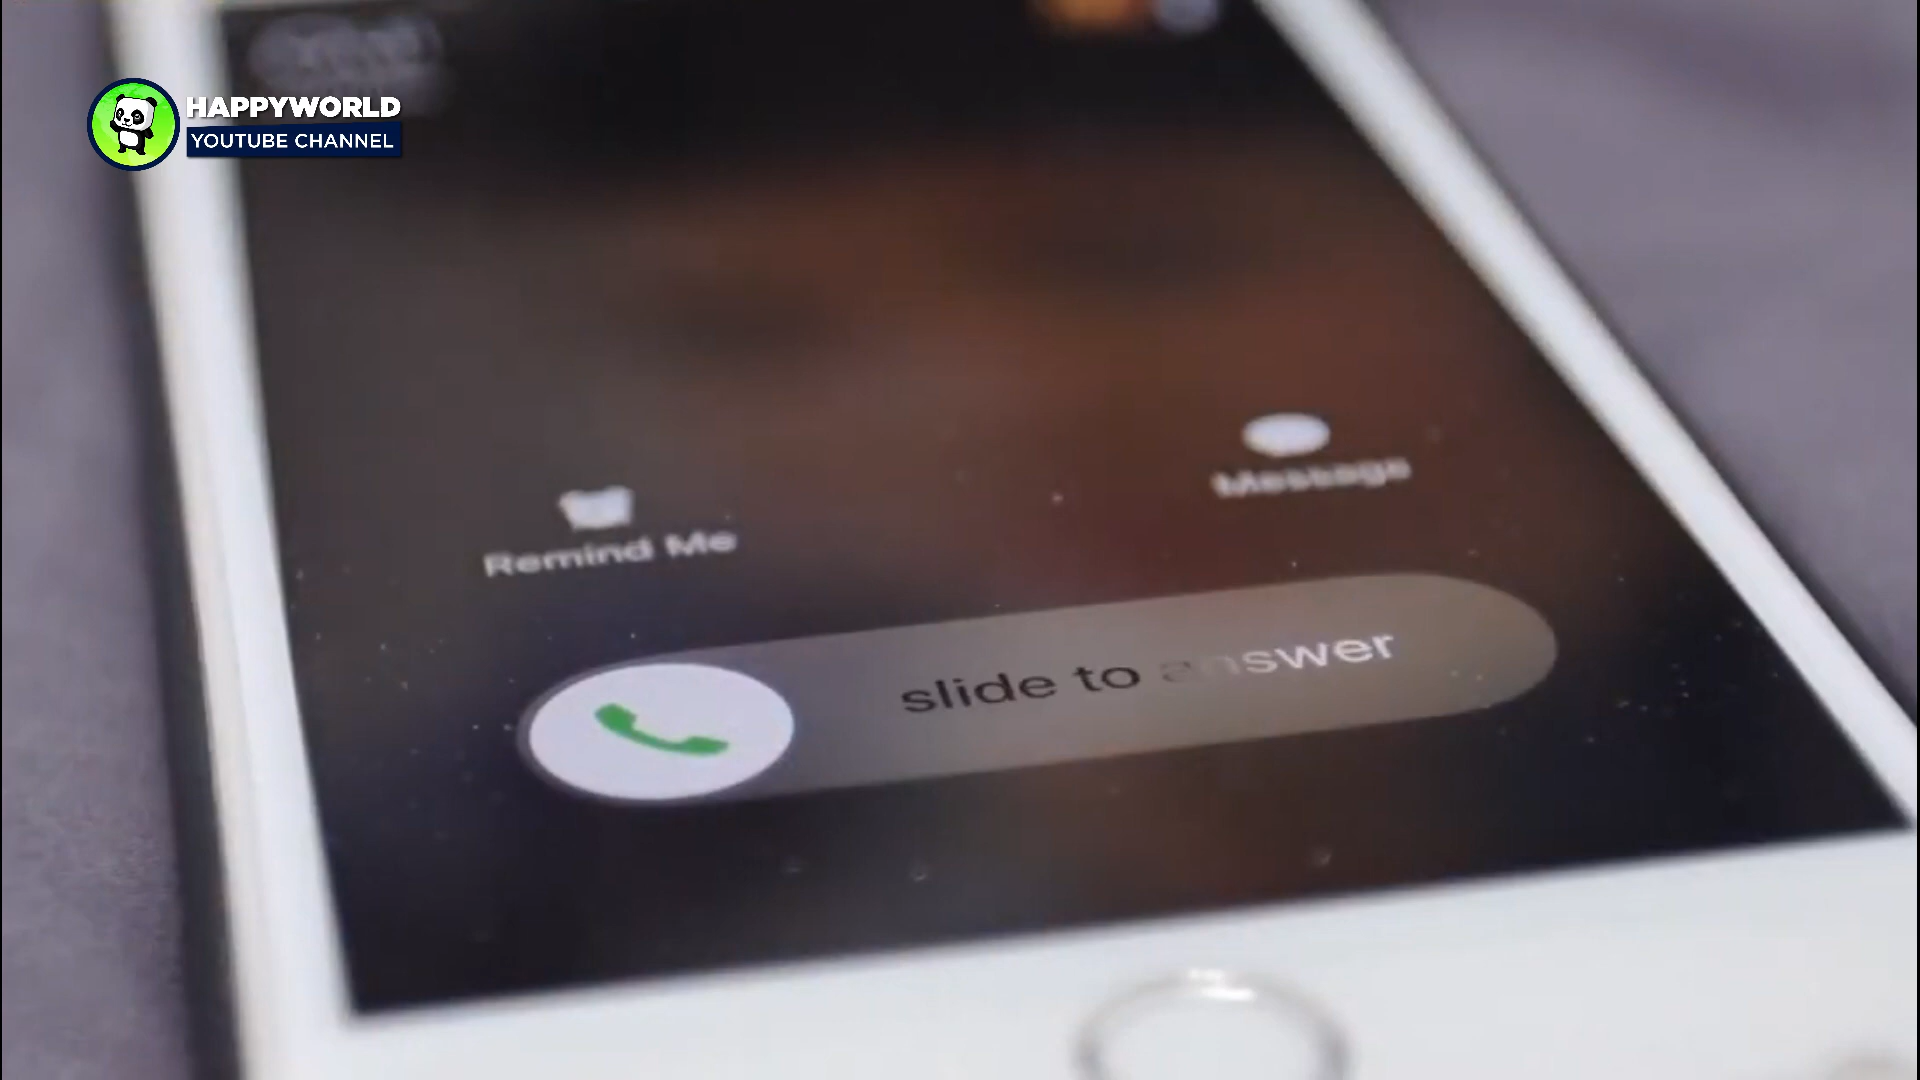 HAPPYWORLD
YOUTUBE CHANNEL
Message
Remind Me
slide to answer